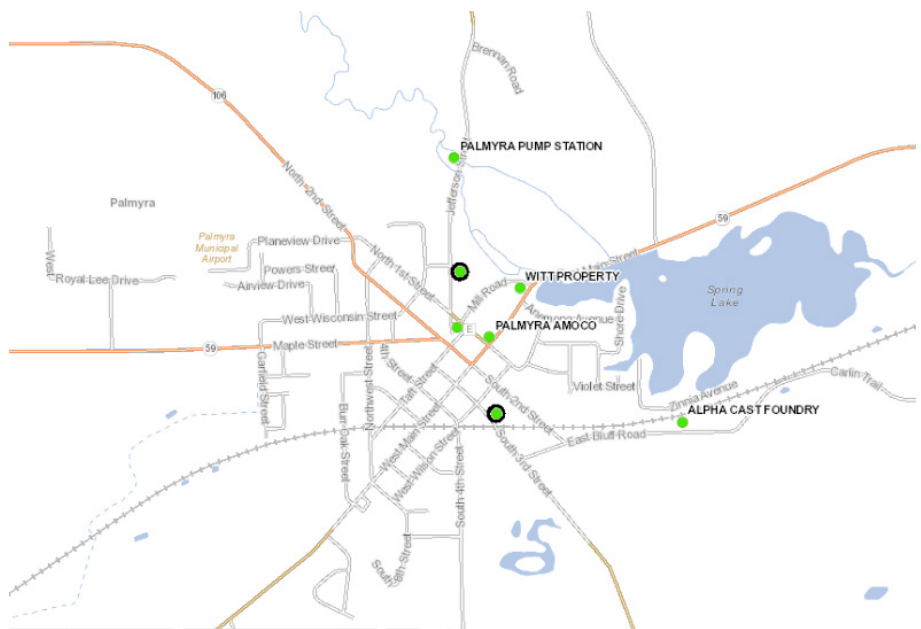 Brennan Road
106
PALMYRA PUMP STATION
North 2nd Street
Jefferson Street
Palmyra
59
Palmyra
Municipal
Airport
Planeview Drive
North 1st Street
Main Street
West
Royal Lee Drive
Powers Street
Airview Drive
Mill Road
WITT PROPERTY
Spring
Lake
Shore Drive
Anemone Avenue
West Wisconsin Street
E
PALMYRA AMOCO
59
Maple Street
Garfield Street
Northwest Street
4th Street
Taft Street
South 2nd Street
Violet Street
Zinnia Avenue
Carlin Trail
ALPHA CAST FOUNDRY
Burr Oak Street
West Main Street
West Wilson Street
East Bluff Road
South 3rd Street
South 4th Street
South 8th Street